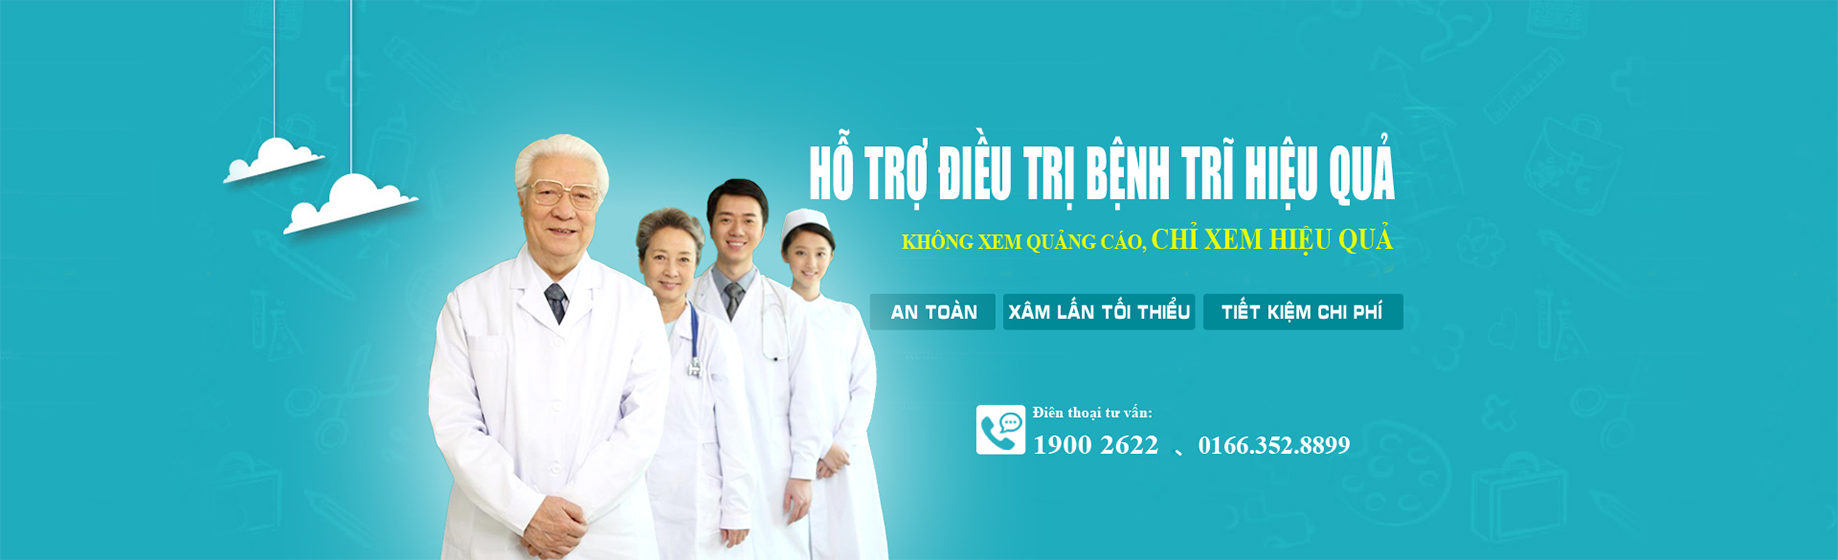 HỖ TRỢ ĐIỀU TRỊ BỆNH TRĨ HIỆU QUẢ
KHÔNG XEM QUẢNG CÁO, CHỈ XEM HIỆU QUẢ
AN TOÀN XÂM LẤN TỐI THIỂU TIẾT KIỆM CHI PHÍ
Điên thoại tư vấn:
1900 2622 、0166.352.8899